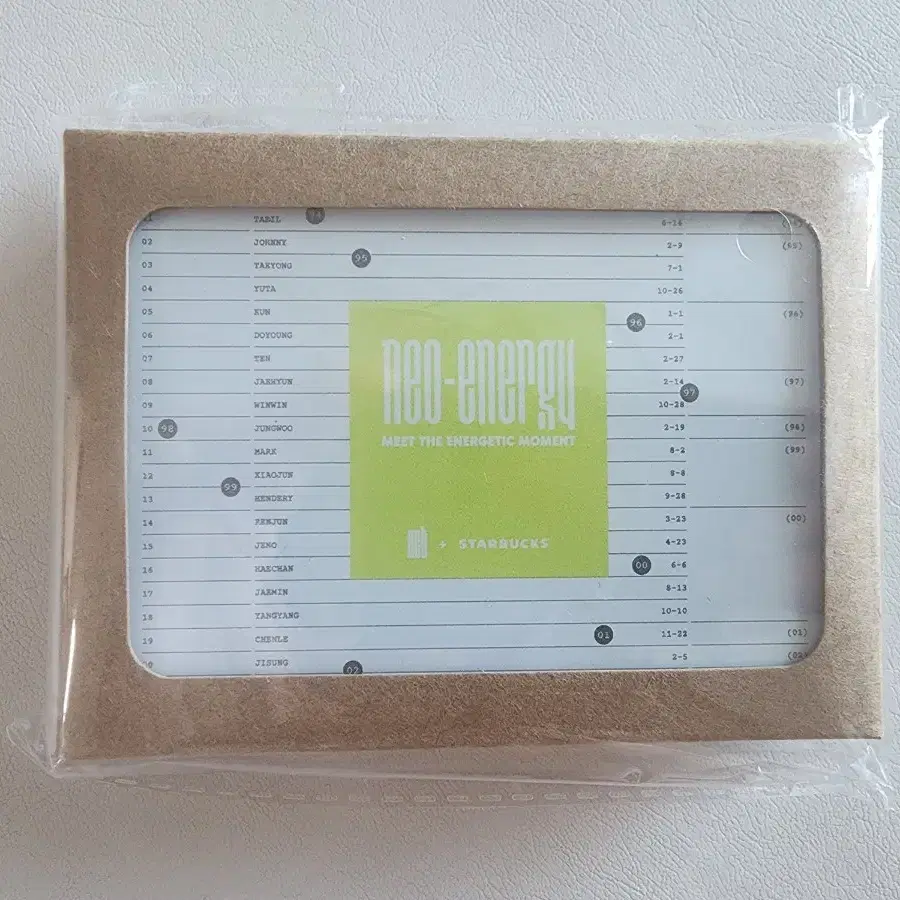 TAEIL 94 6-14
02 JOHNNY 2-9 (95)
03 TAEYONG 95 7-1
04 YUTA 10-26
05 KUN 1-1 (96)
06 DOYOUNG 96 2-1
07 TEN 2-27
08 JAEHYUN 2-14 (97)
09 WINWIN 97 10-28
10 98 JUNGWOO 2-19 (98)
11 MARK 8-2 (99)
12 XIAOJUN 8-8
13 99 HENDERY 9-28
14 RENJUN 3-23 (00)
15 JENO 4-23
16 HAECHAN 00 6-6
17 JAEMIN 8-13
18 YANGYANG 10-10
19 CHENLE 01 11-22 (01)
JISUNG 02 2-5 (02)
neo-energy
MEET THE ENERGETIC MOMENT
+ STARBUCKS